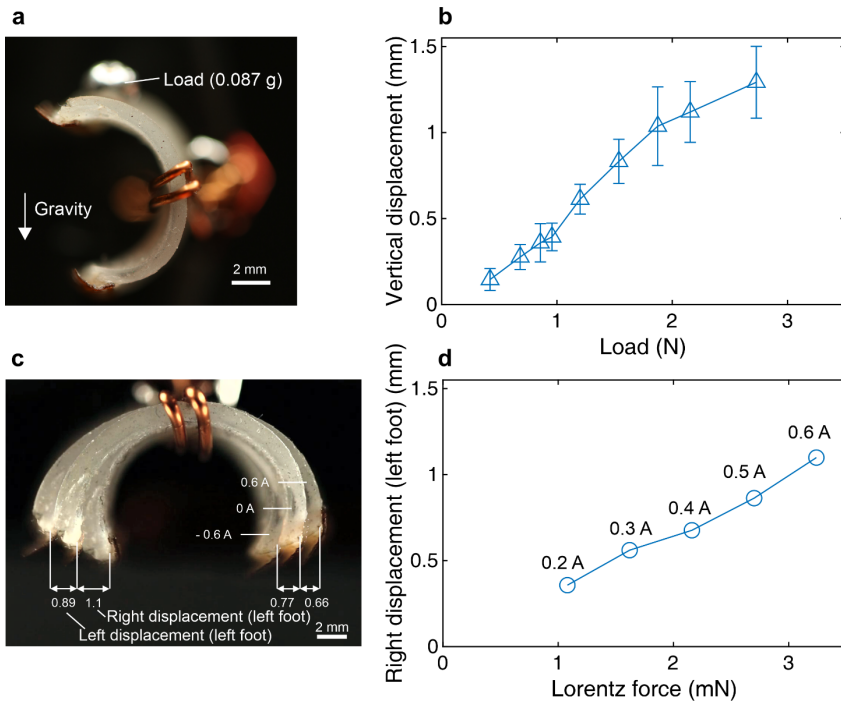 a
Load (0.087 g)
Gravity
2 mm
b
Vertical displacement (mm)
1.5
1
0.5
0
0
1
2
3
Load (N)
c
0.6 A
0 A
- 0.6 A
0.89
1.1
0.77
0.66
Right displacement (left foot)
Left displacement (left foot)
2 mm
d
Right displacement (left foot) (mm)
1.5
1
0.5
0
0.2 A
0.3 A
0.4 A
0.5 A
0.6 A
0
1
2
3
Lorentz force (mN)